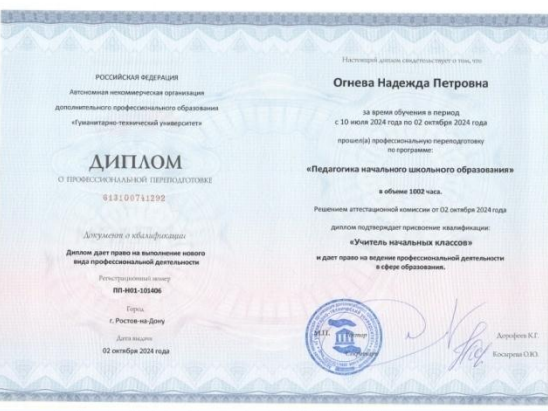 РОССИЙСКАЯ ФЕДЕРАЦИЯ
Автономная некоммерческая организация
дополнительного профессионального образования
«Гуманитарно-технический университет»
ДИПЛОМ
О ПРОФЕССИОНАЛЬНОЙ ПЕРЕПОДГОТОВКЕ
613100741292
Документ о квалификации
Диплом дает право на выполнение нового
вида профессиональной деятельности
Регистрационный номер
ПП-Н01-101406
Город
г. Ростов-на-Дону
Дата выдачи
02 октября 2024 года
Настоящий диплом свидетельствует о том, что
Огнева Надежда Петровна
за время обучения в период
с 10 июля 2024 года по 02 октября 2024 года
прошел(а) профессиональную переподготовку
по программе:
«Педагогика начального школьного образования»
в объеме 1002 часа.
Решением аттестационной комиссии от 02 октября 2024 года
диплом подтверждает присвоение квалификации:
«Учитель начальных классов»
и дает право на ведение профессиональной деятельности
в сфере образования.
М.П.
Дорофеев К.Г.
Косырева О.Ю.